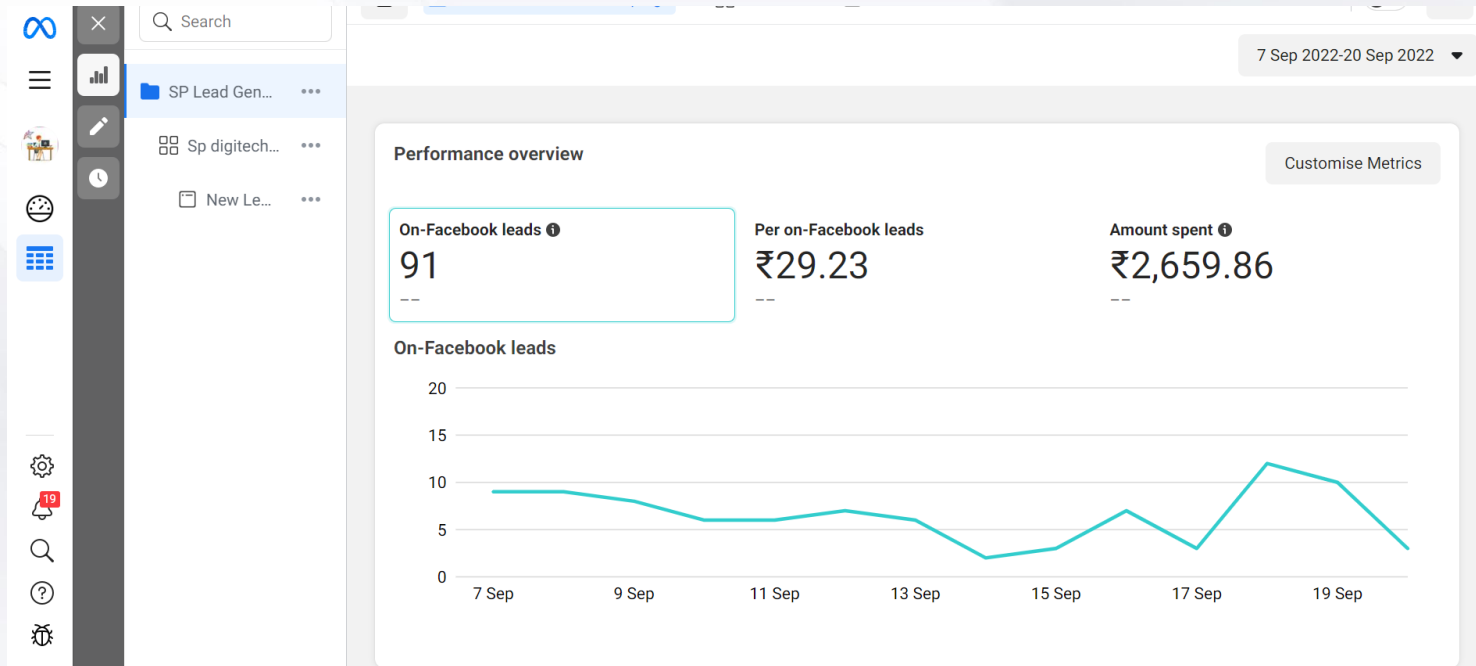 Search
7 Sep 2022-20 Sep 2022
SP Lead Gen...
Sp digitech...
New Le...
Performance overview
Customise Metrics
On-Facebook leads
91
--
Per on-Facebook leads
₹29.23
--
Amount spent
₹2,659.86
--
On-Facebook leads
20
15
10
5
0
7 Sep 9 Sep 11 Sep 13 Sep 15 Sep 17 Sep 19 Sep
19